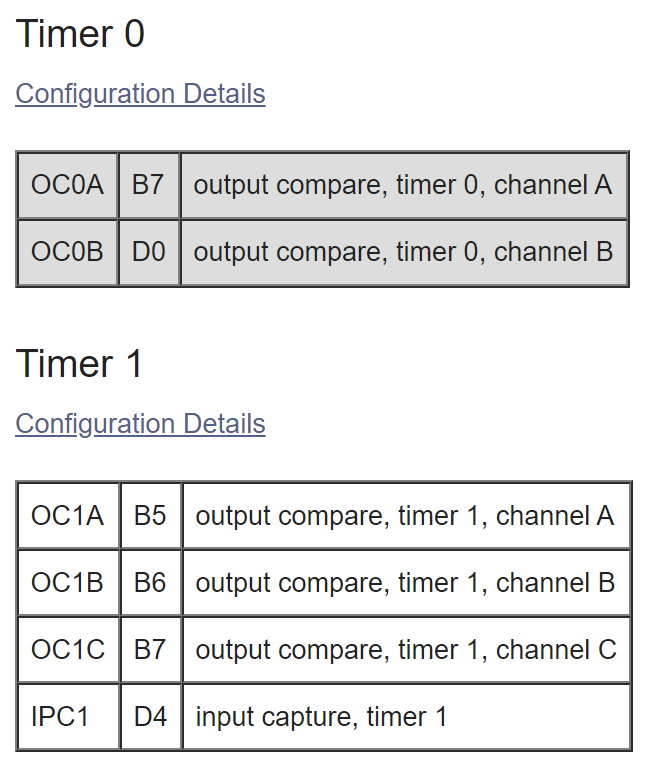 Timer 0
Configuration Details
OC0A B7 output compare, timer 0, channel A
OC0B D0 output compare, timer 0, channel B
Timer 1
Configuration Details
OC1A B5 output compare, timer 1, channel A
OC1B B6 output compare, timer 1, channel B
OC1C B7 output compare, timer 1, channel C
IPC1 D4 input capture, timer 1